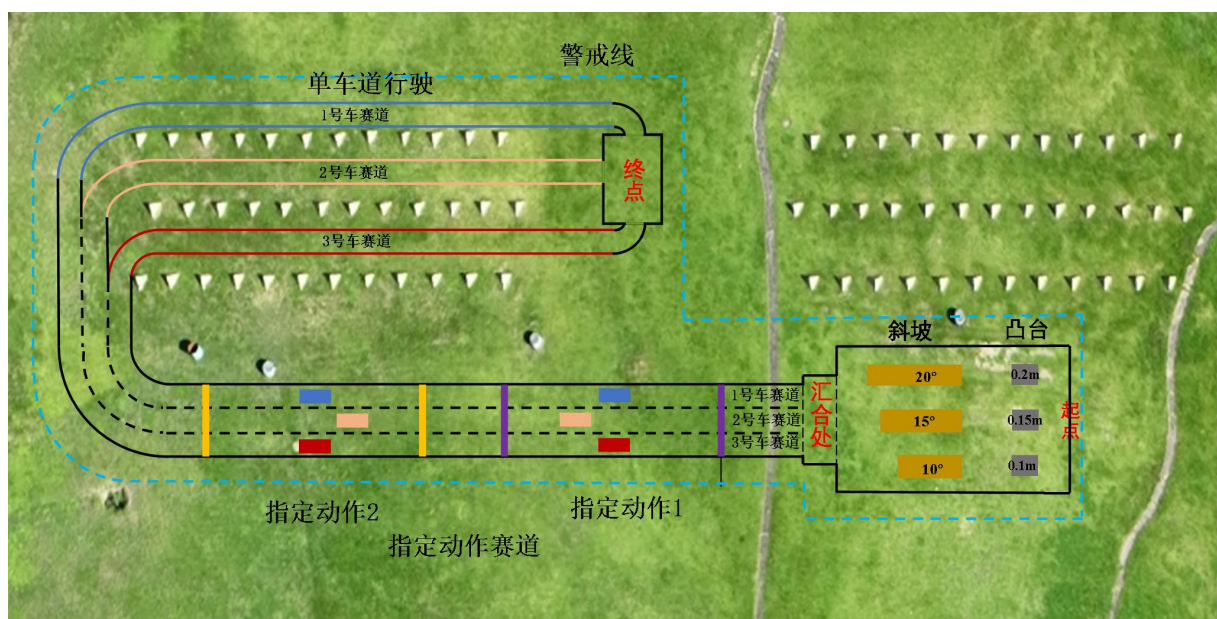 警戒线
单车道行驶
1号车赛道
2号车赛道
终点
3号车赛道
斜坡
凸台
20°
0.2m
15°
0.15m
10°
0.1m
起点
汇合处
1号车赛道
2号车赛道
3号车赛道
指定动作2
指定动作1
指定动作赛道